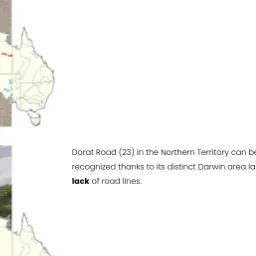 Dorat Road (23) in the Northern Territory can be
recognized thanks to its distinct Darwin area la
lack of road lines.